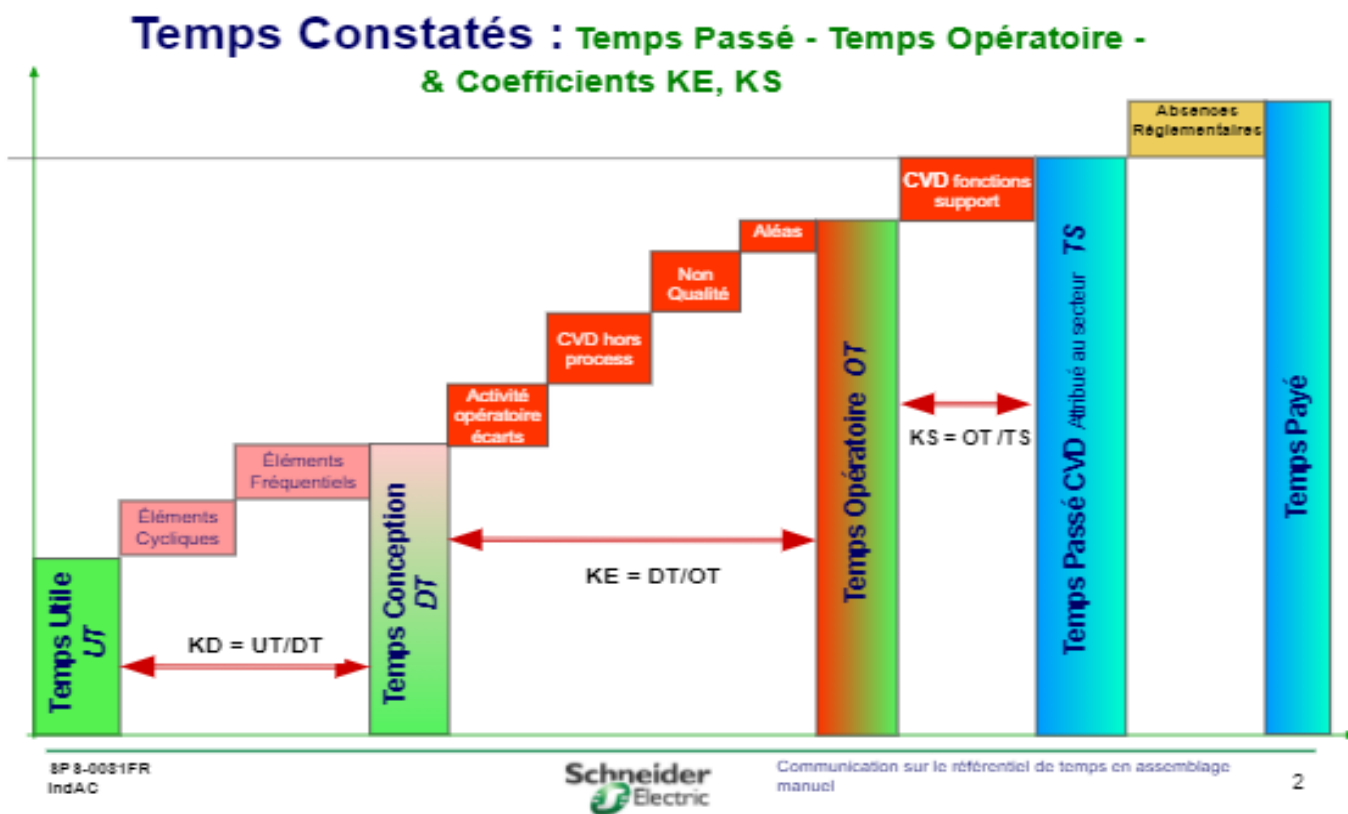 Temps Constatés : Temps Passé - Temps Opératoire -
& Coefficients KE, KS
Absences
Réglementaires
CVD fonctions
support
Aléas
Non
Qualité
CVD hors
process
Activité
opératoire
écarts
Éléments
Fréquentiels
Éléments
Cycliques
Temps Utile
UT
KD = UT/DT
Temps Conception
DT
KE = DT/OT
Temps Opératoire OT
KS = OT /TS
Temps Passé CVD Attribué au secteur TS
Temps Payé
8P8-0081FR
IndAC
Schneider
Electric
Communication sur le référentiel de temps en assemblage
manuel
2